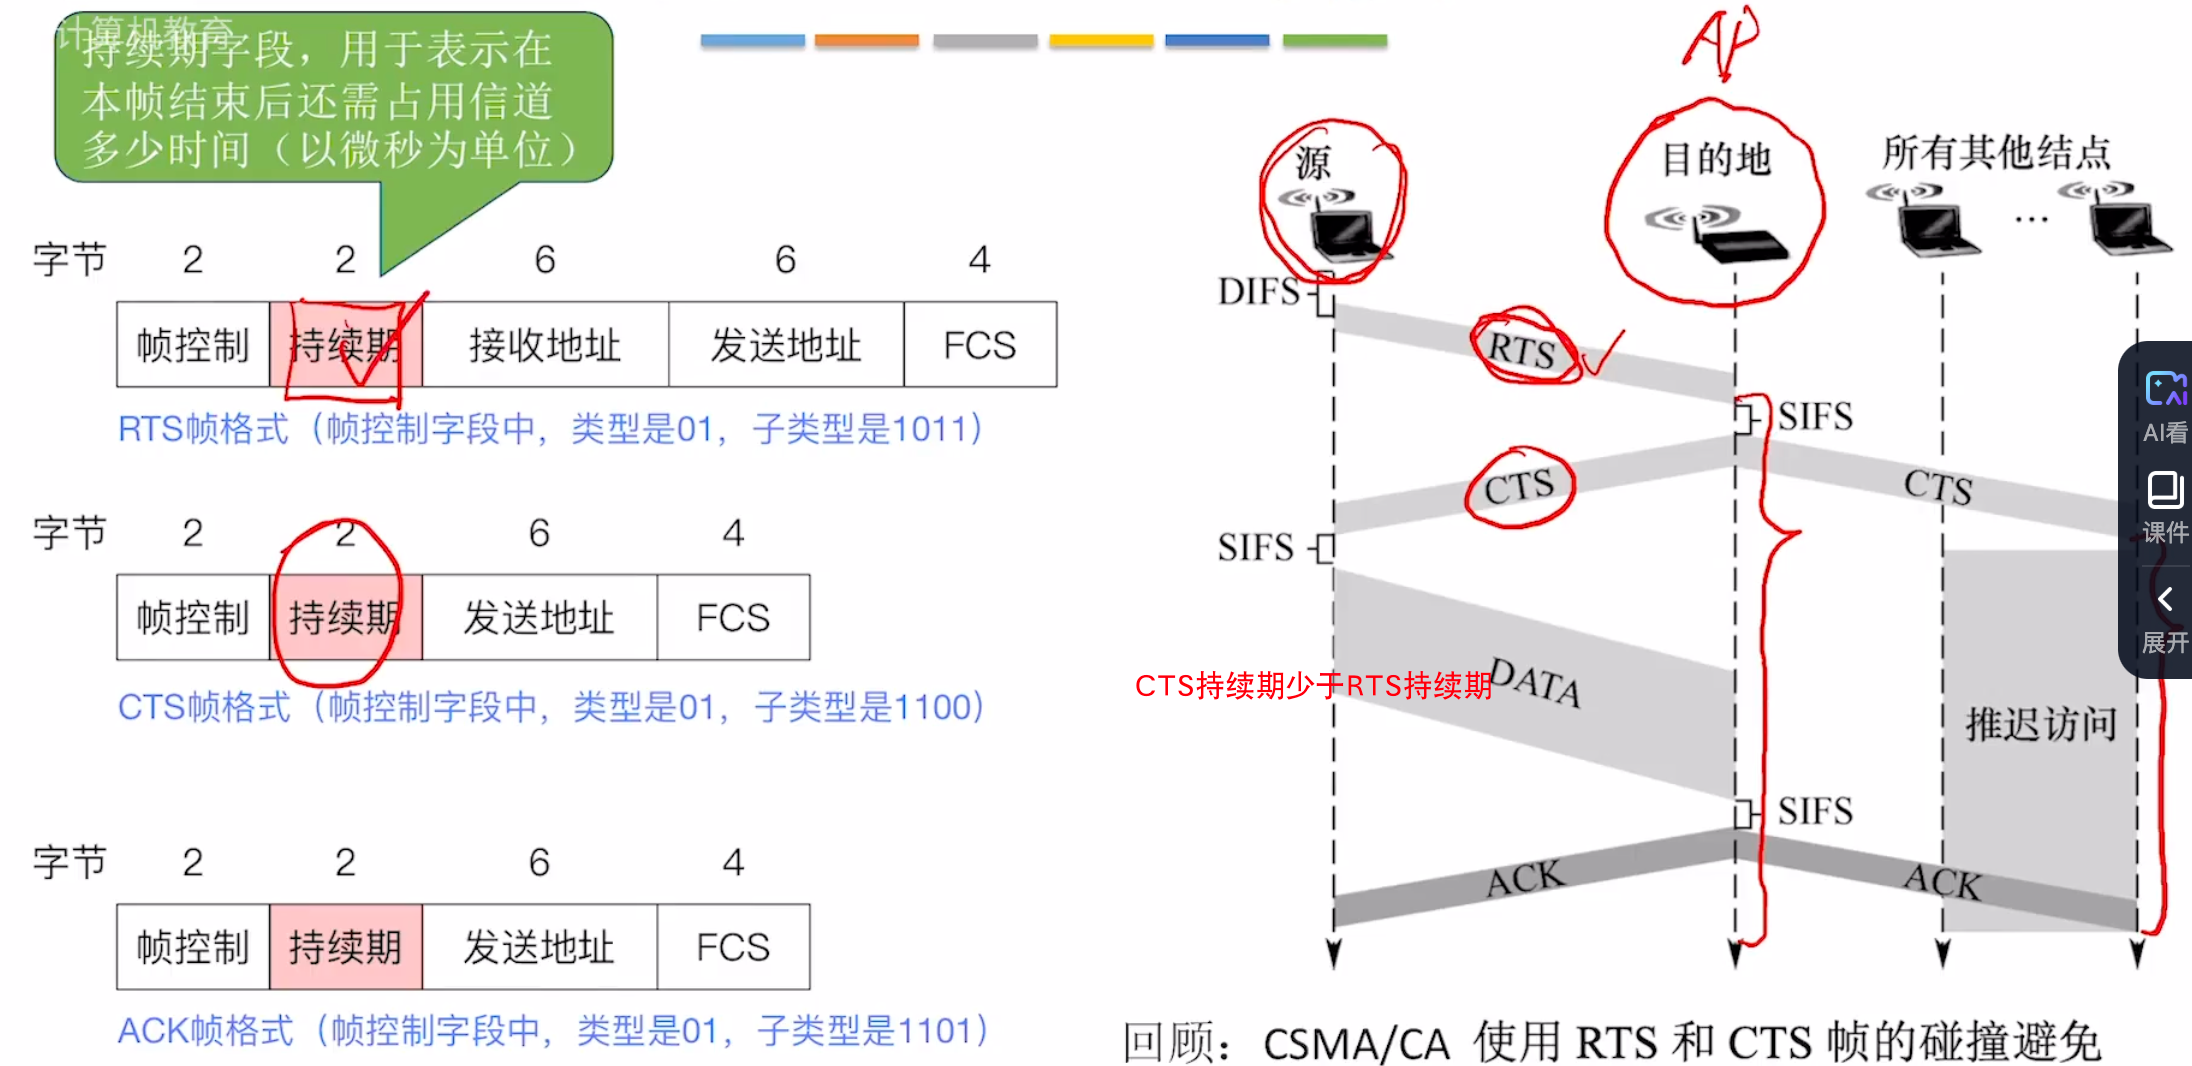 计算机教育
持续期字段，用于表示在
本帧结束后还需占用信道
多少时间（以微秒为单位）
字节 2 2 6 6 4
帧控制 持续期 接收地址 发送地址 FCS
RTS帧格式（帧控制字段中，类型是01，子类型是1011）
字节 2 2 6 4
帧控制 持续期 发送地址 FCS
CTS帧格式（帧控制字段中，类型是01，子类型是1100）
字节 2 2 6 4
帧控制 持续期 发送地址 FCS
ACK帧格式（帧控制字段中，类型是01，子类型是1101）
AP
源 目的地 所有其他结点
...
DIFS
RTS
SIFS
CTS CTS
SIFS
CTS持续期少于RTS持续期
DATA
推迟访问
SIFS
ACK ACK
回顾：CSMA/CA 使用 RTS 和 CTS 帧的碰撞避免
AI看
课件
展开